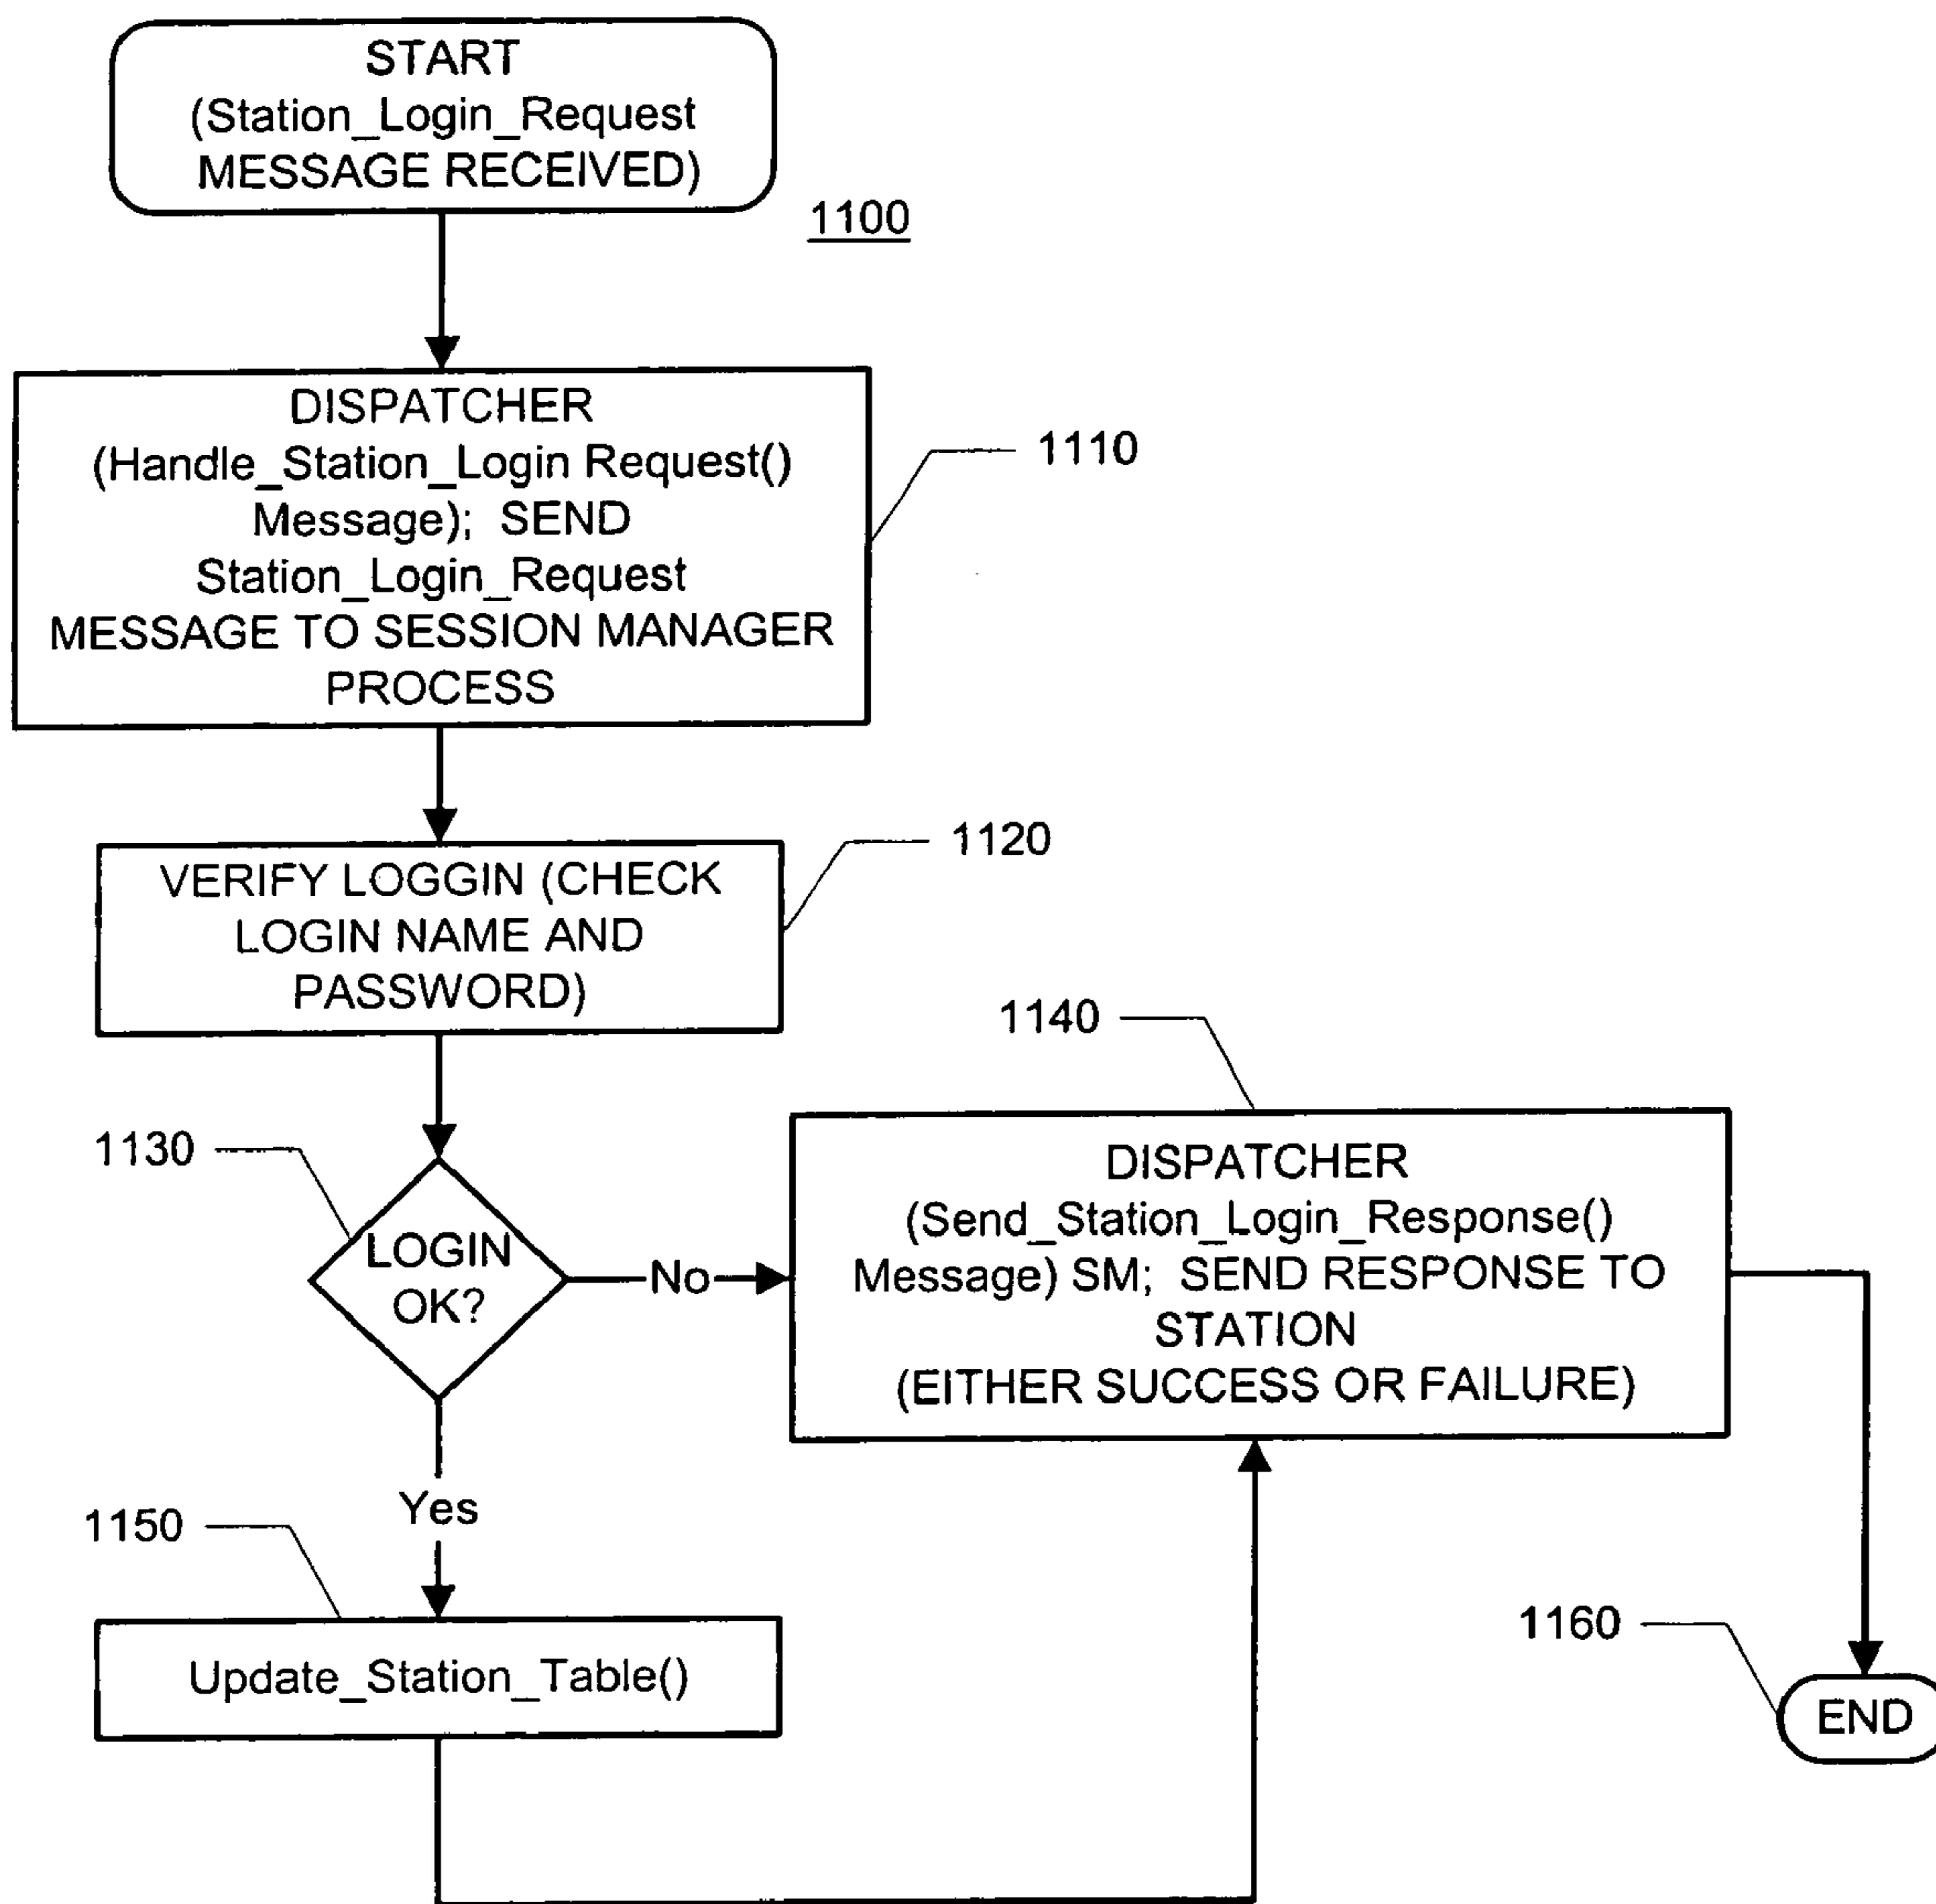 START
(Station_Login_Request
MESSAGE RECEIVED)
1100
DISPATCHER
(Handle_Station_Login Request()
Message);  SEND
Station_Login_Request
MESSAGE TO SESSION MANAGER
PROCESS
1110
VERIFY LOGGIN (CHECK
LOGIN NAME AND
PASSWORD)
1120
1130
LOGIN
OK?
No
1140
DISPATCHER
(Send_Station_Login_Response()
Message) SM;  SEND RESPONSE TO
STATION
(EITHER SUCCESS OR FAILURE)
Yes
1150
Update_Station_Table()
1160
END